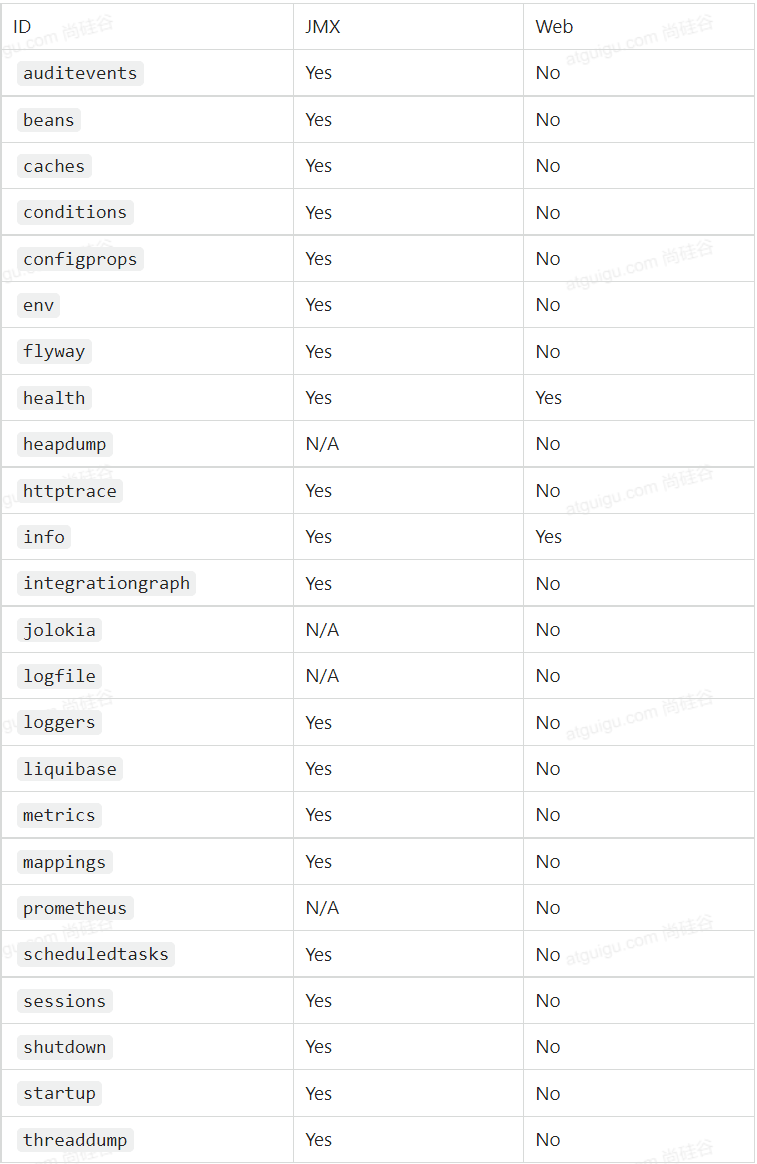 ID JMX Web
auditevents Yes No
beans Yes No
caches Yes No
conditions Yes No
configprops Yes No
env Yes No
flyway Yes No
health Yes Yes
heapdump N/A No
httptrace Yes No
info Yes Yes
integrationgraph Yes No
jolokia N/A No
logfile N/A No
loggers Yes No
liquibase Yes No
metrics Yes No
mappings Yes No
prometheus N/A No
scheduledtasks Yes No
sessions Yes No
shutdown Yes No
startup Yes No
threaddump Yes No
atguigu.com 尚硅谷